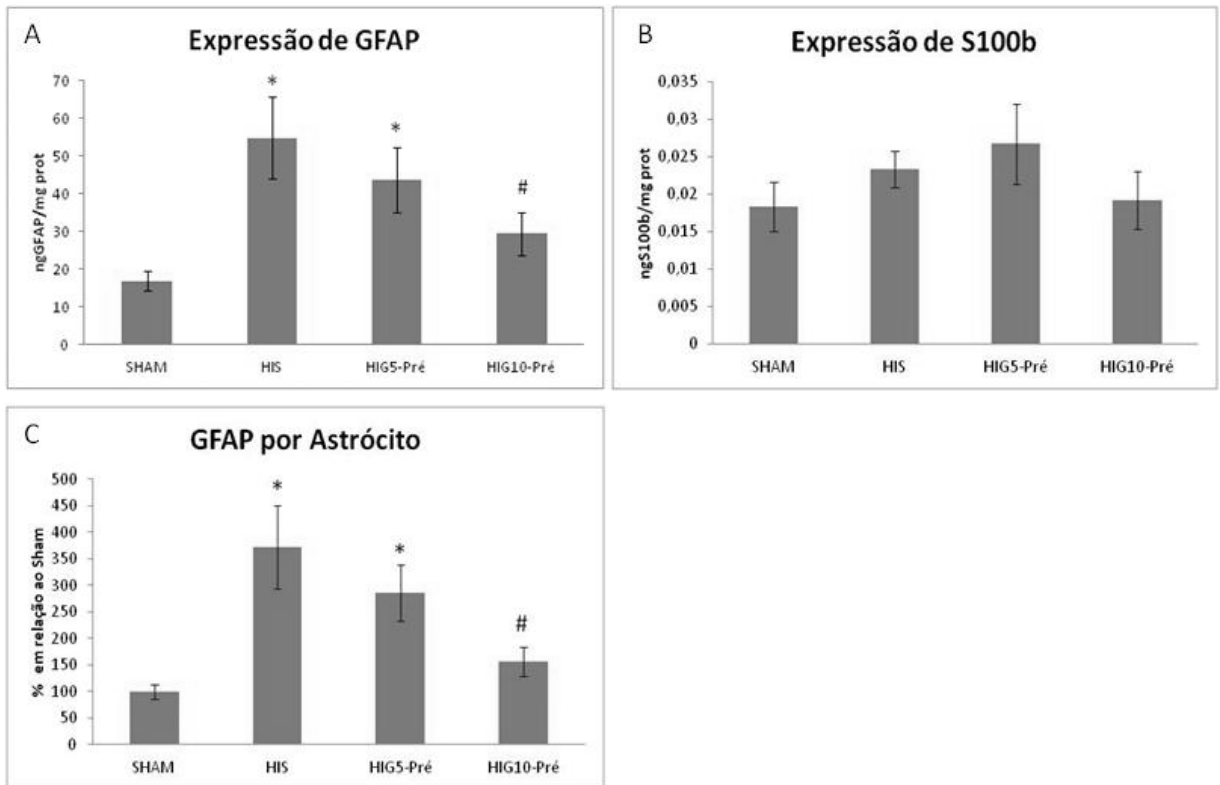 A
Expressão de GFAP
ngGFAP/mg prot
70
60
50
40
30
20
10
0
*
*
#
SHAM HIS HIG5-Pré HIG10-Pré
B
Expressão de S100b
ngS100b/mg prot
0,035
0,03
0,025
0,02
0,015
0,01
0,005
0
SHAM HIS HIG5-Pré HIG10-Pré
C
GFAP por Astrócito
% em relação ao Sham
500
450
400
350
300
250
200
150
100
50
0
*
*
#
SHAM HIS HIG5-Pré HIG10-Pré